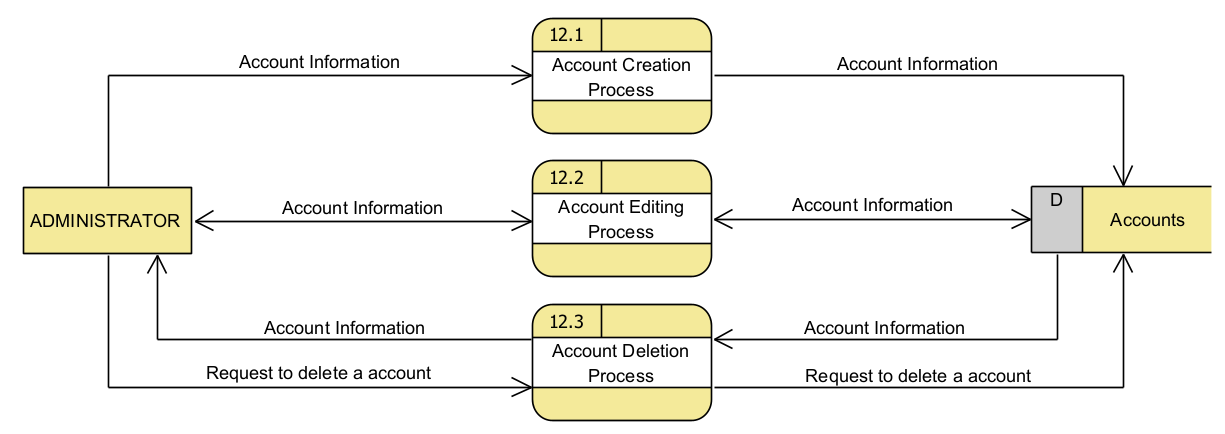 12.1
Account Information
Account Creation
Process
Account Information
12.2
ADMINISTRATOR
Account Information
Account Editing
Process
Account Information
D
Accounts
12.3
Account Information
Account Deletion
Process
Account Information
Request to delete a account
Request to delete a account